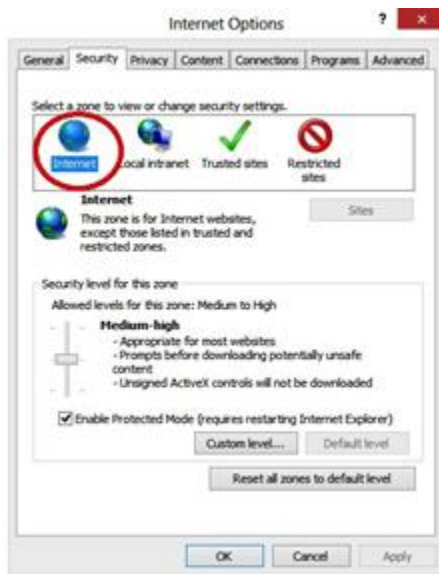 Internet Options
?
General Security Privacy Content Connections Programs Advanced
Select a zone to view or change security settings.
Internet Local intranet Trusted sites Restricted
sites
Internet
Sites
This zone is for Internet websites,
except those listed in trusted and
restricted zones.
Security level for this zone
Allowed levels for this zone: Medium to High
Medium-high
- Appropriate for most websites
- Prompts before downloading potentially unsafe
content
- Unsigned ActiveX controls will not be downloaded
Enable Protected Mode (requires restarting Internet Explorer)
Custom level... Default level
Reset all zones to default level
OK Cancel Apply